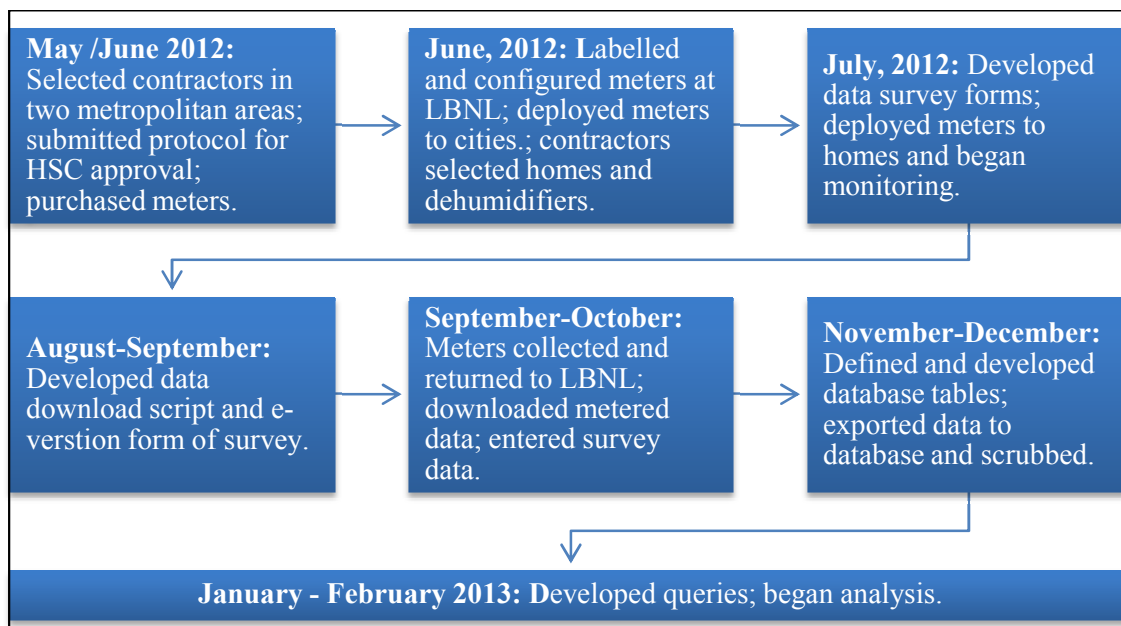 May /June 2012:
Selected contractors in
two metropolitan areas;
submitted protocol for
HSC approval;
purchased meters.
June, 2012: Labelled
and configured meters at
LBNL; deployed meters
to cities.; contractors
selected homes and
dehumidifiers.
July, 2012: Developed
data survey forms;
deployed meters to
homes and began
monitoring.
August-September:
Developed data
download script and e-
verstion form of survey.
September-October:
Meters collected and
returned to LBNL;
downloaded metered
data; entered survey
data.
November-December:
Defined and developed
database tables;
exported data to
database and scrubbed.
January - February 2013: Developed queries; began analysis.